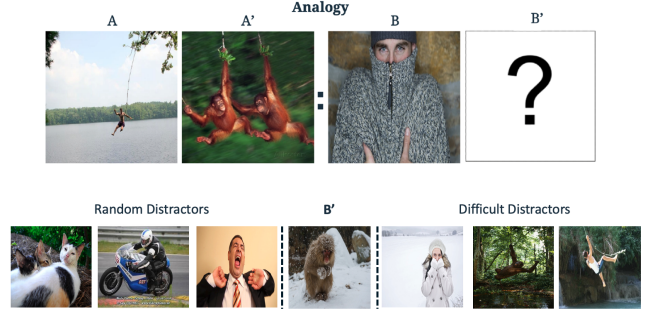 Analogy
A
A'
B
B'
:
?
Random Distractors
B'
Difficult Distractors